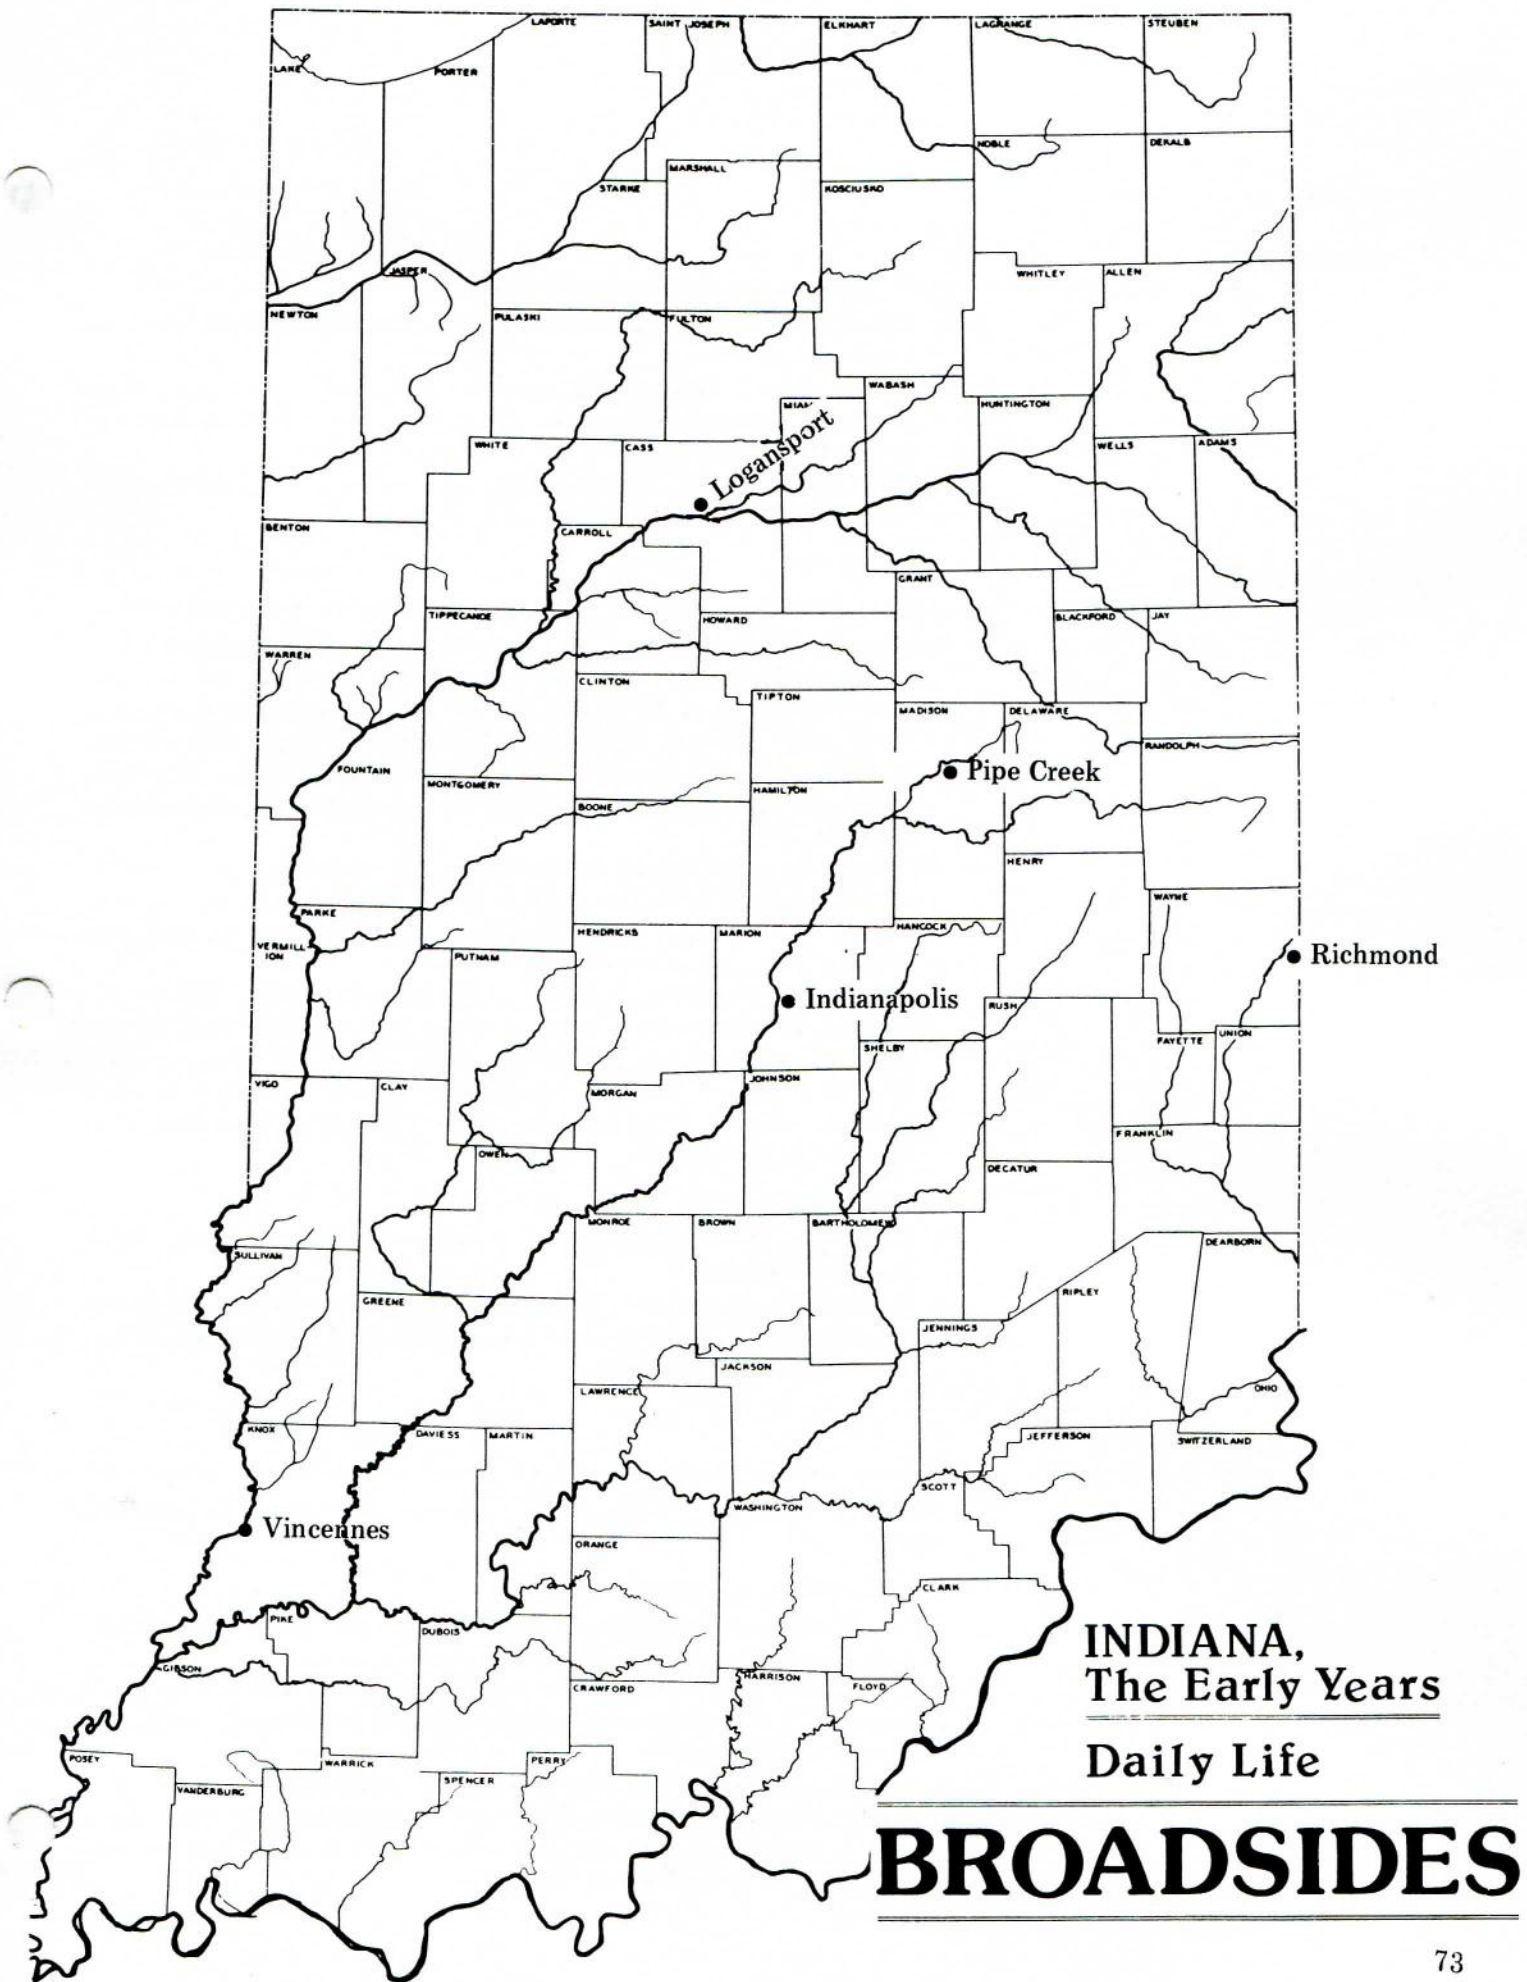 LAPORTE
SAINT JOSEPH
ELKHART
LAGRANGE
STEUBEN
LAKE
PORTER
NOBLE
DEKALB
MARSHALL
STARKE
KOSCIUSKO
JASPER
WHITLEY
ALLEN
NEWTON
PULASKI
FULTON
WABASH
MIAMI
HUNTINGTON
WHITE
CASS
Logansport
WELLS
ADAMS
BENTON
CARROLL
GRANT
TIPPECANOE
HOWARD
BLACKFORD
JAY
WARREN
CLINTON
TIPTON
MADISON
DELAWARE
RANDOLPH
FOUNTAIN
Pipe Creek
MONTGOMERY
HAMILTON
BOONE
HENRY
WAYNE
PARKE
HENDRICKS
MARION
HANCOCK
VERMILL-
ION
PUTNAM
Richmond
Indianapolis
RUSH
FAYETTE
UNION
SHELBY
VIGO
CLAY
MORGAN
JOHNSON
FRANKLIN
OWEN
DECATUR
MONROE
BROWN
BARTHOLOMEW
DEARBORN
SULLIVAN
GREENE
RIPLEY
JENNINGS
JACKSON
LAWRENCE
OHIO
KNOX
DAVIESS
MARTIN
JEFFERSON
SWITZERLAND
SCOTT
WASHINGTON
Vincennes
ORANGE
CLARK
PIKE
DUBOIS
GIBSON
CRAWFORD
HARRISON
FLOYD
POSEY
WARRICK
PERRY
VANDERBURG
SPENCER
INDIANA,
The Early Years
Daily Life
BROADSIDES
73